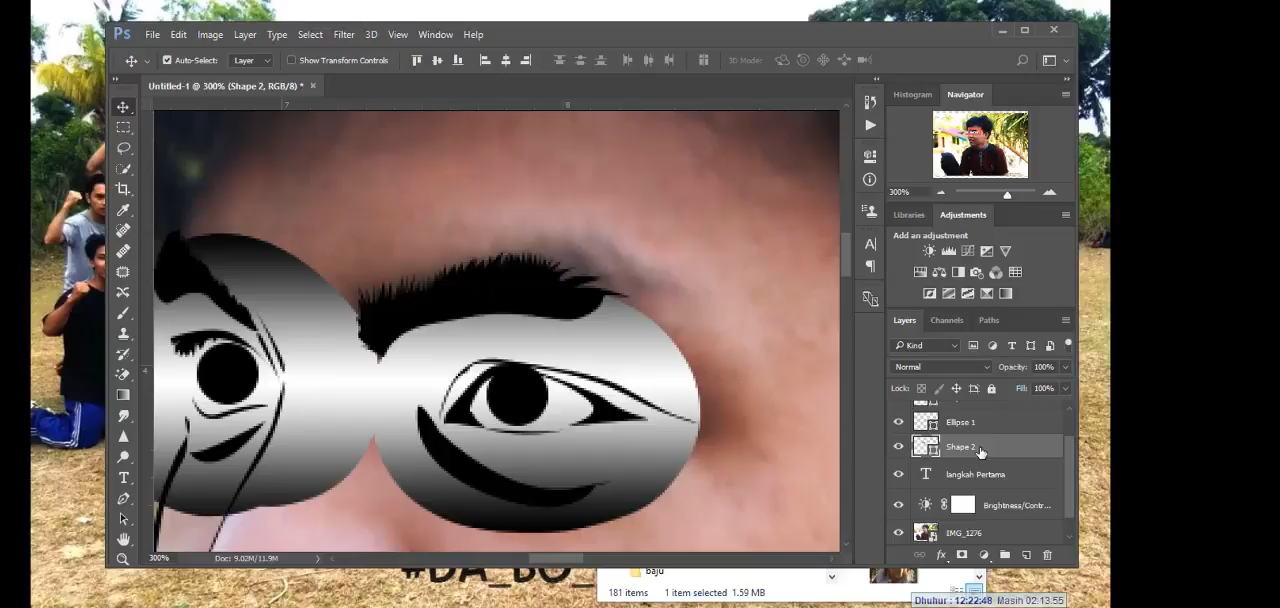 Ps File Edit Image Layer Type Select Filter 3D View Window Help
Auto-Select: Layer Show Transform Controls 3D Mode:
Untitled-1 @ 300% (Shape 2, RGB/8) * ×
7 8
Histogram Navigator
300%
Libraries Adjustments
Add an adjustment
Layers Channels Paths
Kind
Normal Opacity: 100%
Lock: Fill: 100%
Ellipse 1
Shape 2
langkah Pertama
Brightness/Contr...
IMG_1276
4
300% Doc: 9.02M/11.9M
#DA_BO_
baju
181 items 1 item selected 1.59 MB
Dhuhur : 12:22:48 Masih 02:13:55